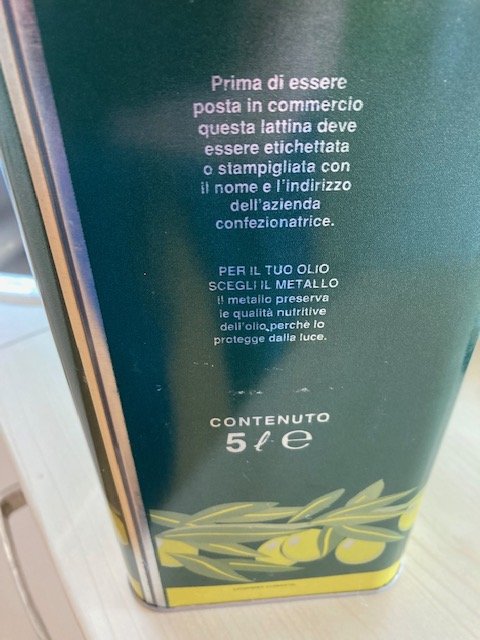 Prima di essere
posta in commercio
questa lattina deve
essere etichettata
o stampigliata con
il nome e l'indirizzo
dell'azienda
confezionatrice.
PER IL TUO OLIO
SCEGLI IL METALLO
il metallo preserva
le qualità nutritive
dell'olio perchè lo
protegge dalla luce.
CONTENUTO
5 ℓ ℮